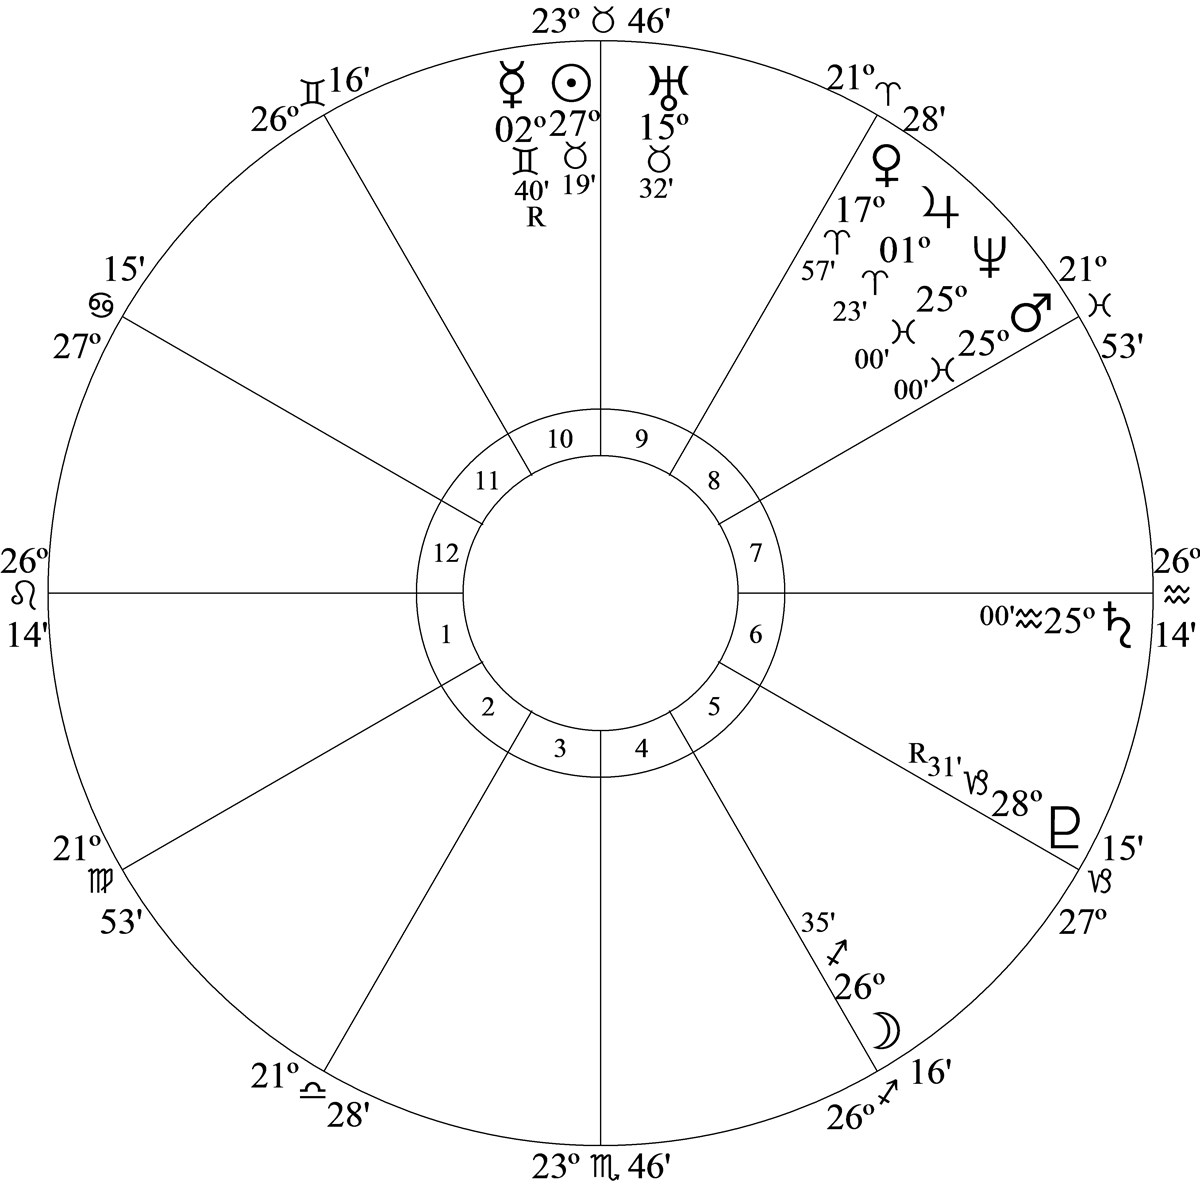 23º ♉ 46'
26º ♊ 16'
21º ♈ 28'
☿ ☉ ♅
02º 27º 15º
♊ ♉ ♉
40' 19' 32'
R
♀
17º
♈
57'
♃
01º
♈
23'
♆
25º
♓
00'
♂
25º
♓
00'
15'
♋
27º
21º
♓
53'
10 9
11 8
12 7
1 6
2 5
3 4
26º
♌
14'
26º
♒
14'
00' ♒ 25º ♄
R 31' ♑ 28º ♇
15'
♑
27º
21º
♍
53'
35'
♐
26º
☽
21º ♎ 28'
26º ♐ 16'
23º ♏ 46'